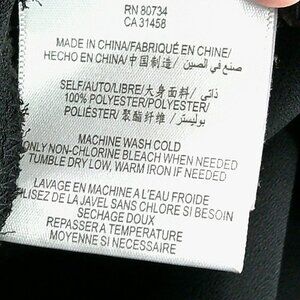 RN 80734
CA 31458
MADE IN CHINA/FABRIQUÉ EN CHINE/
HECHO EN CHINA/中国制造/ صنع في الصين
SELF/AUTO/LIBRE/大身面料/ ذاتي
100% POLYESTER/POLYESTER/
POLIÉSTER/聚酯纤维/ بوليستر
MACHINE WASH COLD
ONLY NON-CHLORINE BLEACH WHEN NEEDED
TUMBLE DRY LOW, WARM IRON IF NEEDED
LAVAGE EN MACHINE A L'EAU FROIDE
UTILISEZ DE LA JAVEL SANS CHLORE SI BESOIN
SECHAGE DOUX
REPASSER A TEMPERATURE
MOYENNE SI NECESSAIRE